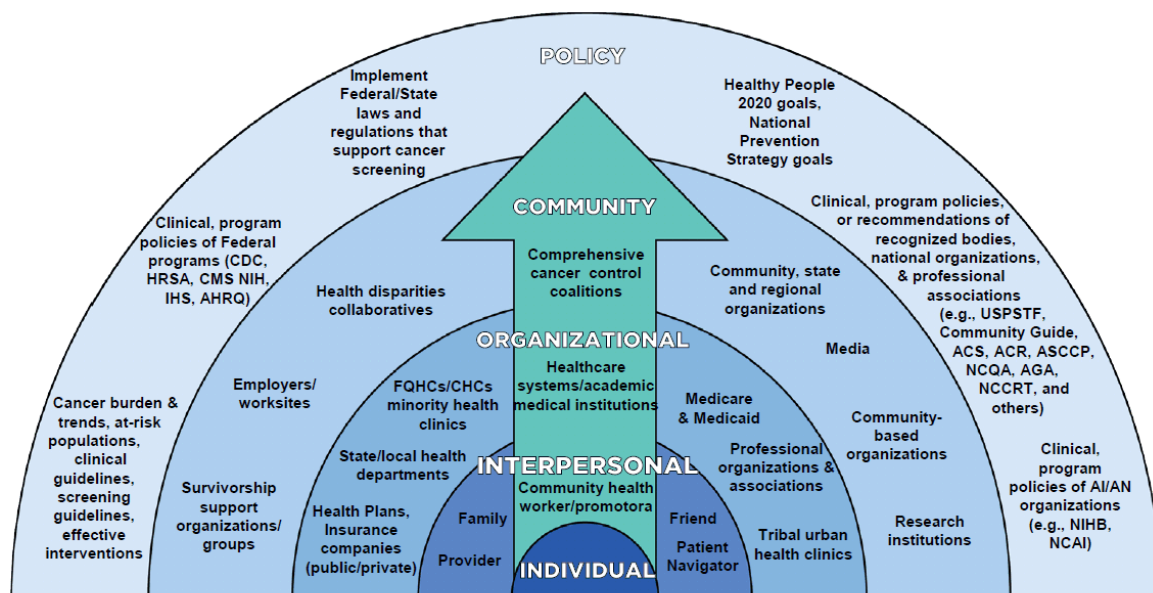 POLICY
Implement
Federal/State
laws and
regulations that
support cancer
screening
Healthy People
2020 goals,
National
Prevention
Strategy goals
Clinical, program
policies of Federal
programs (CDC,
HRSA, CMS NIH,
IHS, AHRQ)
Clinical, program policies,
or recommendations of
recognized bodies,
national organizations,
& professional
associations
(e.g., USPSTF,
Community Guide,
ACS, ACR, ASCCP,
NCQA, AGA,
NCCRT, and
others)
Cancer burden &
trends, at-risk
populations,
clinical
guidelines,
screening
guidelines,
effective
interventions
Clinical,
program
policies of AI/AN
organizations
(e.g., NIHB,
NCAI)
COMMUNITY
Comprehensive
cancer control
coalitions
Health disparities
collaboratives
Community, state
and regional
organizations
Employers/
worksites
Media
Survivorship
support
organizations/
groups
Community-
based
organizations
Research
institutions
ORGANIZATIONAL
Healthcare
systems/academic
medical institutions
FQHCs/CHCs
minority health
clinics
Medicare
& Medicaid
State/local health
departments
Professional
organizations &
associations
Health Plans,
Insurance
companies
(public/private)
Tribal urban
health clinics
INTERPERSONAL
Community health
worker/promotora
Family
Provider
Friend
Patient
Navigator
INDIVIDUAL